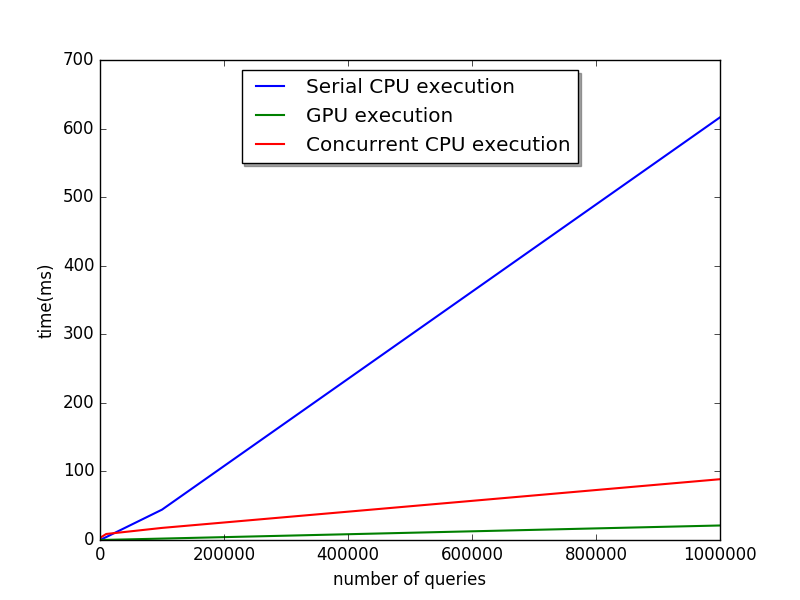 700
600
500
400
300
200
100
0
time(ms)
Serial CPU execution
GPU execution
Concurrent CPU execution
0 200000 400000 600000 800000 1000000
number of queries